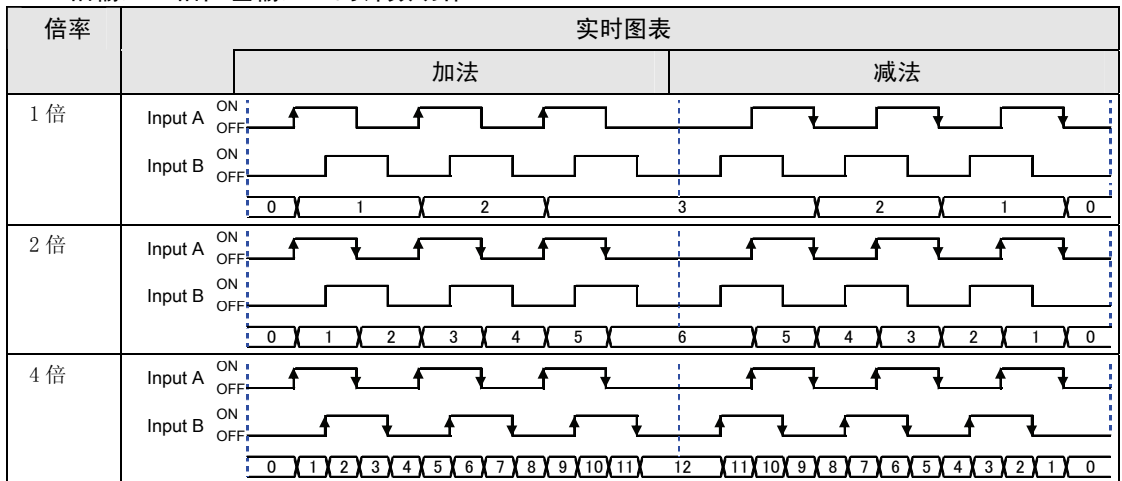 倍率 实时图表
加法 减法
1倍 Input A ON OFF
Input B ON OFF
0 1 2 3 2 1 0
2倍 Input A ON OFF
Input B ON OFF
0 1 2 3 4 5 6 5 4 3 2 1 0
4倍 Input A ON OFF
Input B ON OFF
0 1 2 3 4 5 6 7 8 9 10 11 12 11 10 9 8 7 6 5 4 3 2 1 0